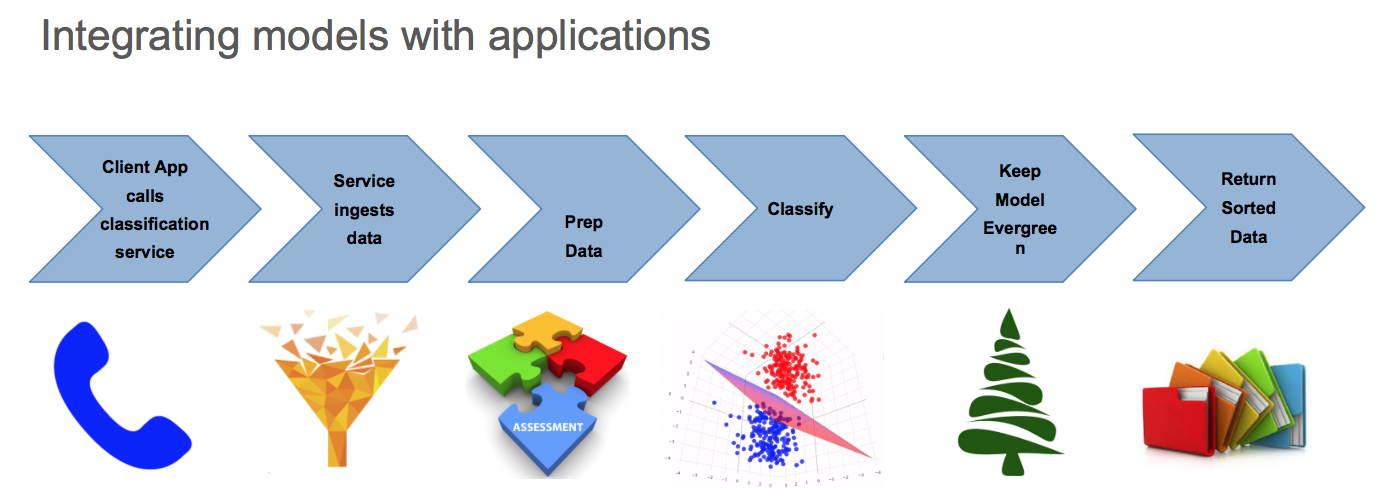 Integrating models with applications
Client App
calls
classification
service
Service
ingests
data
Prep
Data
Classify
Keep
Model
Evergree
n
Return
Sorted
Data
ASSESSMENT